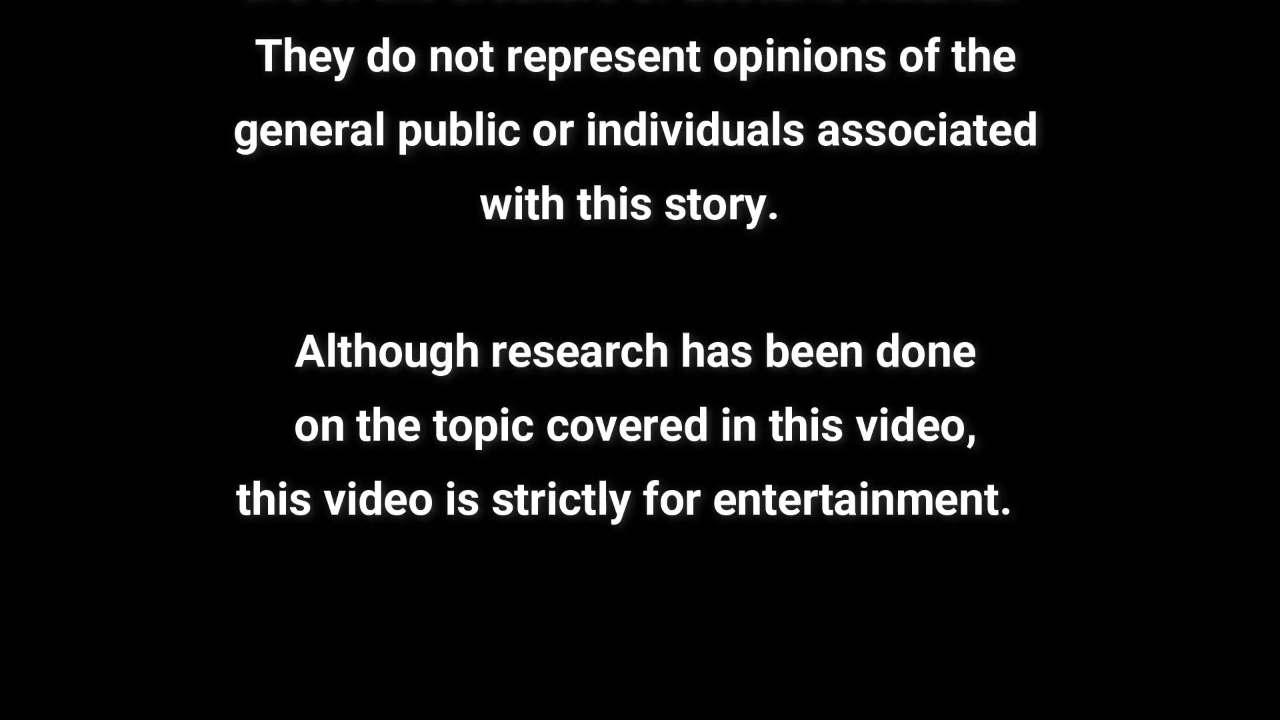 They do not represent opinions of the
general public or individuals associated
with this story.
Although research has been done
on the topic covered in this video,
this video is strictly for entertainment.